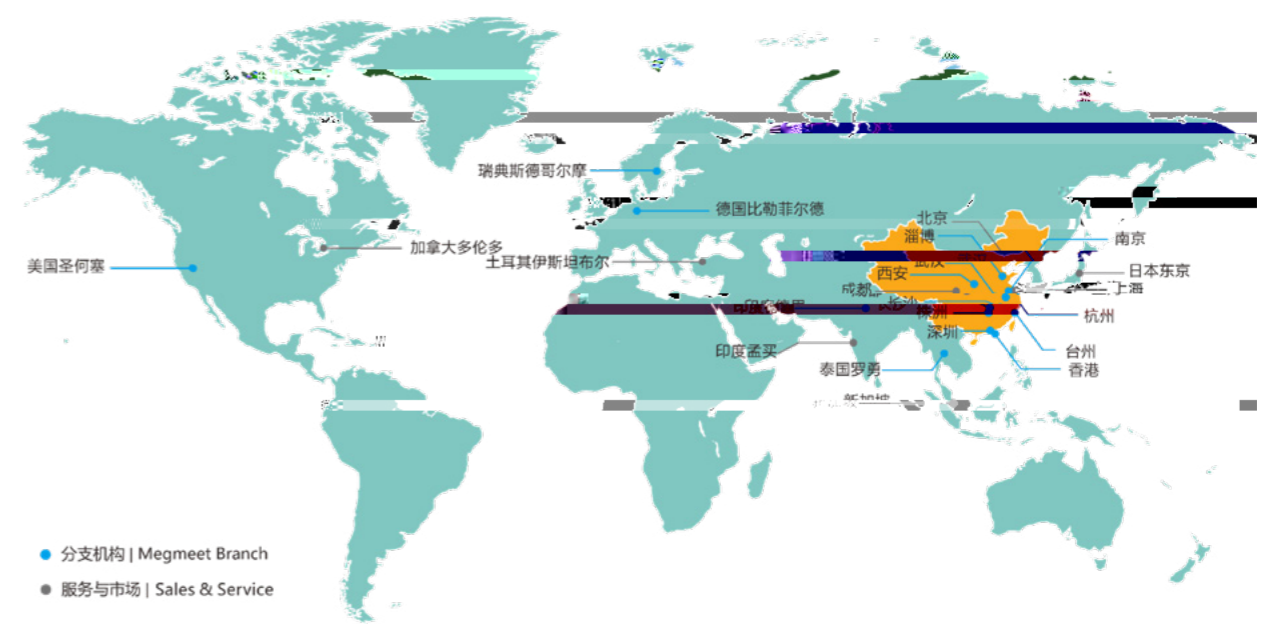 瑞典斯德哥尔摩
德国比勒菲尔德
北京
淄博
南京
加拿大多伦多
土耳其伊斯坦布尔
美国圣何塞
武汉
西安
日本东京
成都
上海
长沙
株洲
杭州
深圳
印度孟买
台州
泰国罗勇
香港
新加坡
分支机构 | Megmeet Branch
服务与市场 | Sales & Service